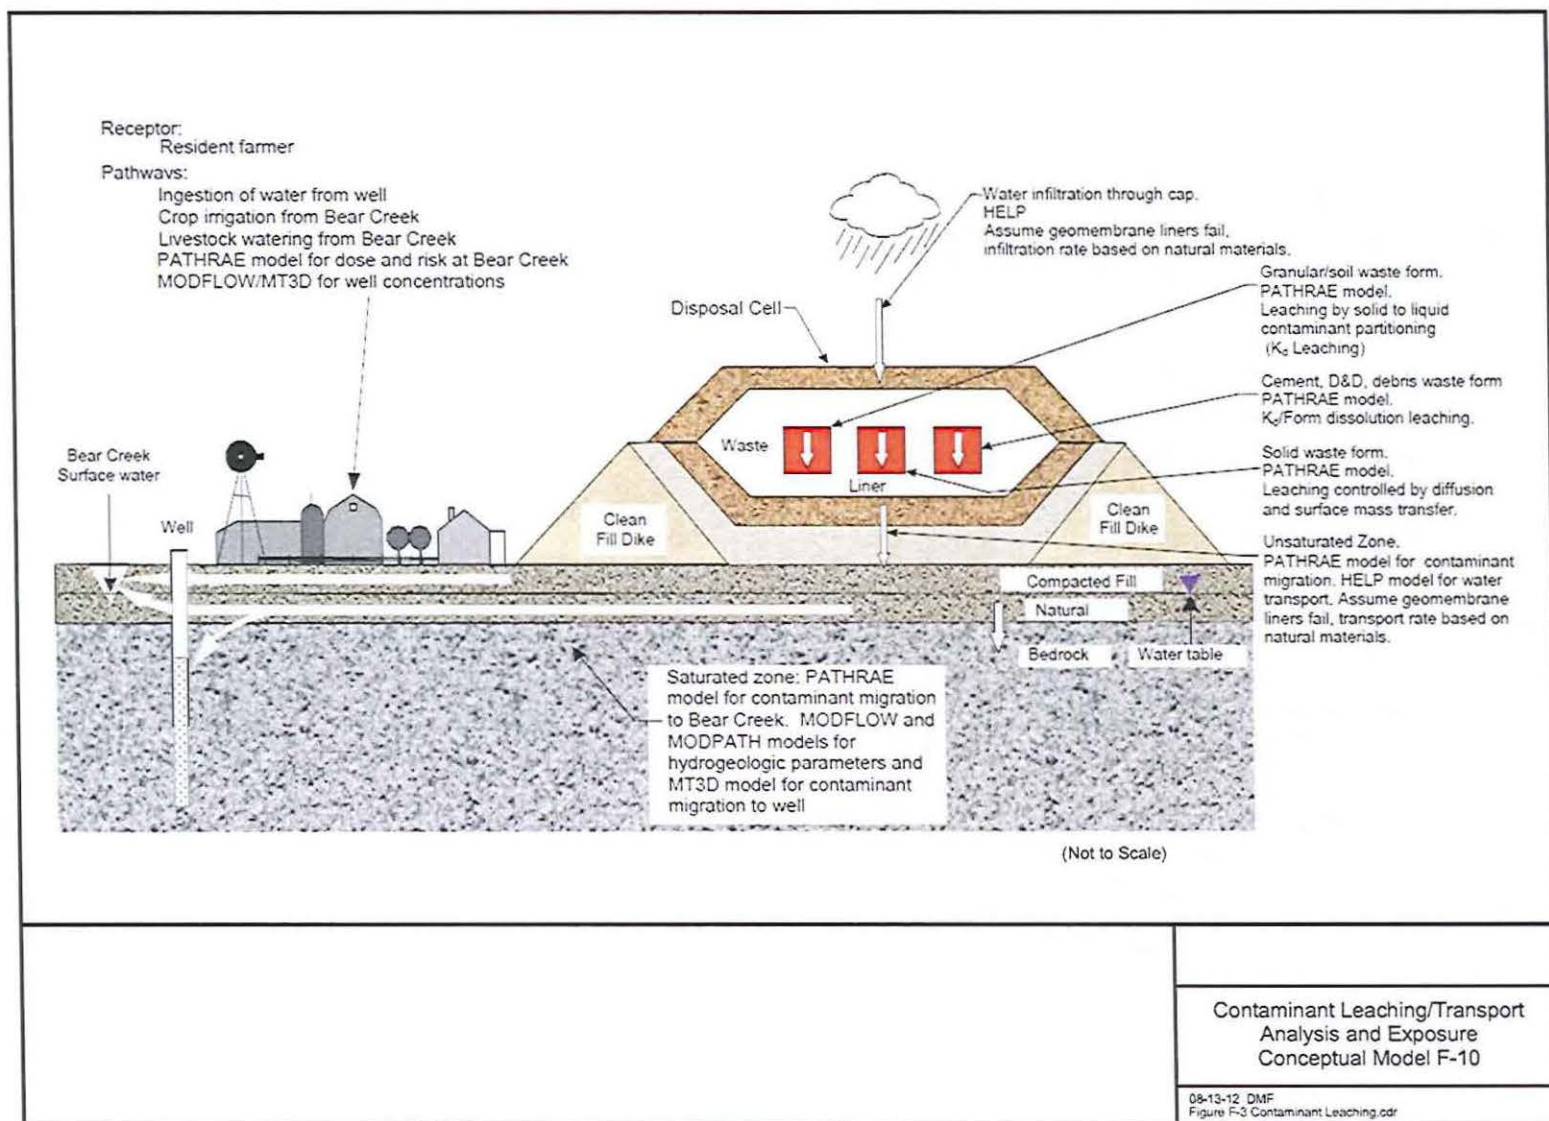 Receptor:
Resident farmer
Pathways:
Ingestion of water from well
Crop irrigation from Bear Creek
Livestock watering from Bear Creek
PATHRAE model for dose and risk at Bear Creek
MODFLOW/MT3D for well concentrations
Water infiltration through cap.
HELP
Assume geomembrane liners fail,
infiltration rate based on natural materials.
Granular/soil waste form.
PATHRAE model.
Leaching by solid to liquid
contaminant partitioning
(Kd Leaching)
Disposal Cell
Cement, D&D, debris waste form
PATHRAE model.
Kd/Form dissolution leaching.
Waste
Liner
Solid waste form.
PATHRAE model.
Leaching controlled by diffusion
and surface mass transfer.
Bear Creek
Surface water
Well
Clean
Fill Dike
Clean
Fill Dike
Unsaturated Zone.
PATHRAE model for contaminant
migration. HELP model for water
transport. Assume geomembrane
liners fail, transport rate based on
natural materials.
Compacted Fill
Natural
Bedrock
Water table
Saturated zone: PATHRAE
model for contaminant migration
to Bear Creek. MODFLOW and
MODPATH models for
hydrogeologic parameters and
MT3D model for contaminant
migration to well
(Not to Scale)
Contaminant Leaching/Transport
Analysis and Exposure
Conceptual Model F-10
08-13-12 DMF
Figure F-3 Contaminant Leaching.cdr